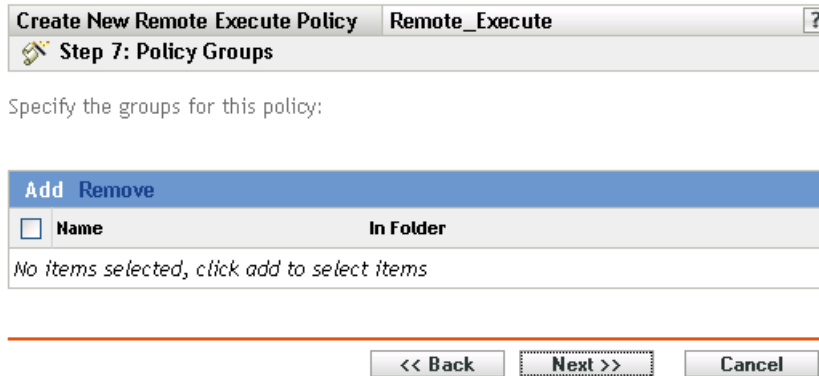 Create New Remote Execute Policy Remote_Execute ?
Step 7: Policy Groups
Specify the groups for this policy:
Add Remove
Name In Folder
No items selected, click add to select items
<< Back Next >> Cancel